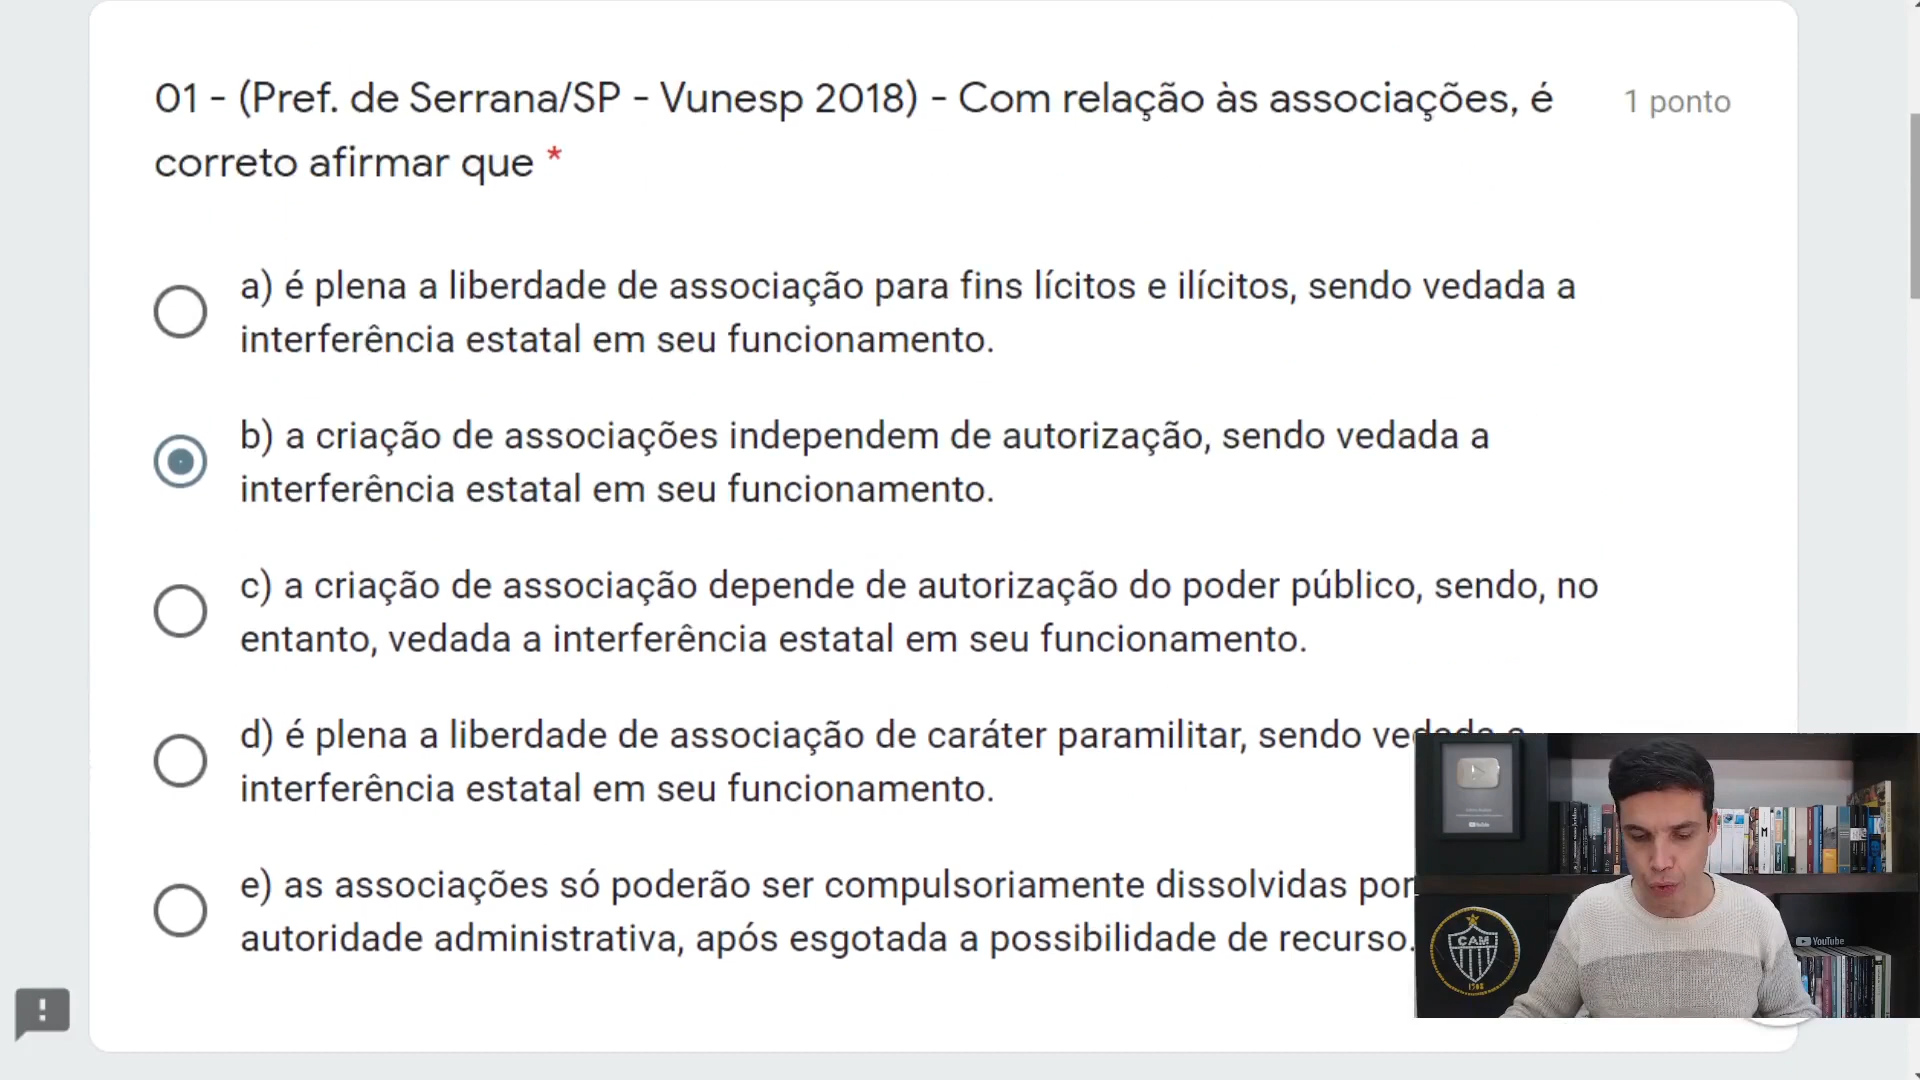 01 - (Pref. de Serrana/SP - Vunesp 2018) - Com relação às associações, é
correto afirmar que *
1 ponto
a) é plena a liberdade de associação para fins lícitos e ilícitos, sendo vedada a
interferência estatal em seu funcionamento.
b) a criação de associações independem de autorização, sendo vedada a
interferência estatal em seu funcionamento.
c) a criação de associação depende de autorização do poder público, sendo, no
entanto, vedada a interferência estatal em seu funcionamento.
d) é plena a liberdade de associação de caráter paramilitar, sendo vedada a
interferência estatal em seu funcionamento.
e) as associações só poderão ser compulsoriamente dissolvidas por
autoridade administrativa, após esgotada a possibilidade de recurso.
CAM
1908
YouTube